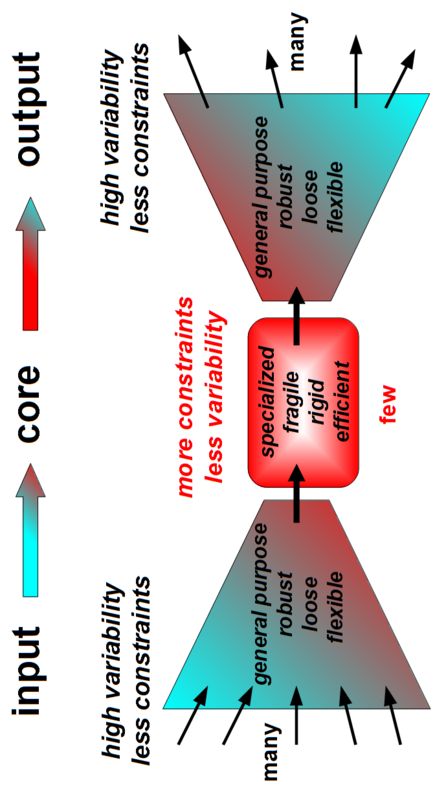 input
core
output
high variability
less constraints
more constraints
less variability
high variability
less constraints
general purpose
robust
loose
flexible
specialized
fragile
rigid
efficient
general purpose
robust
loose
flexible
many
few
many